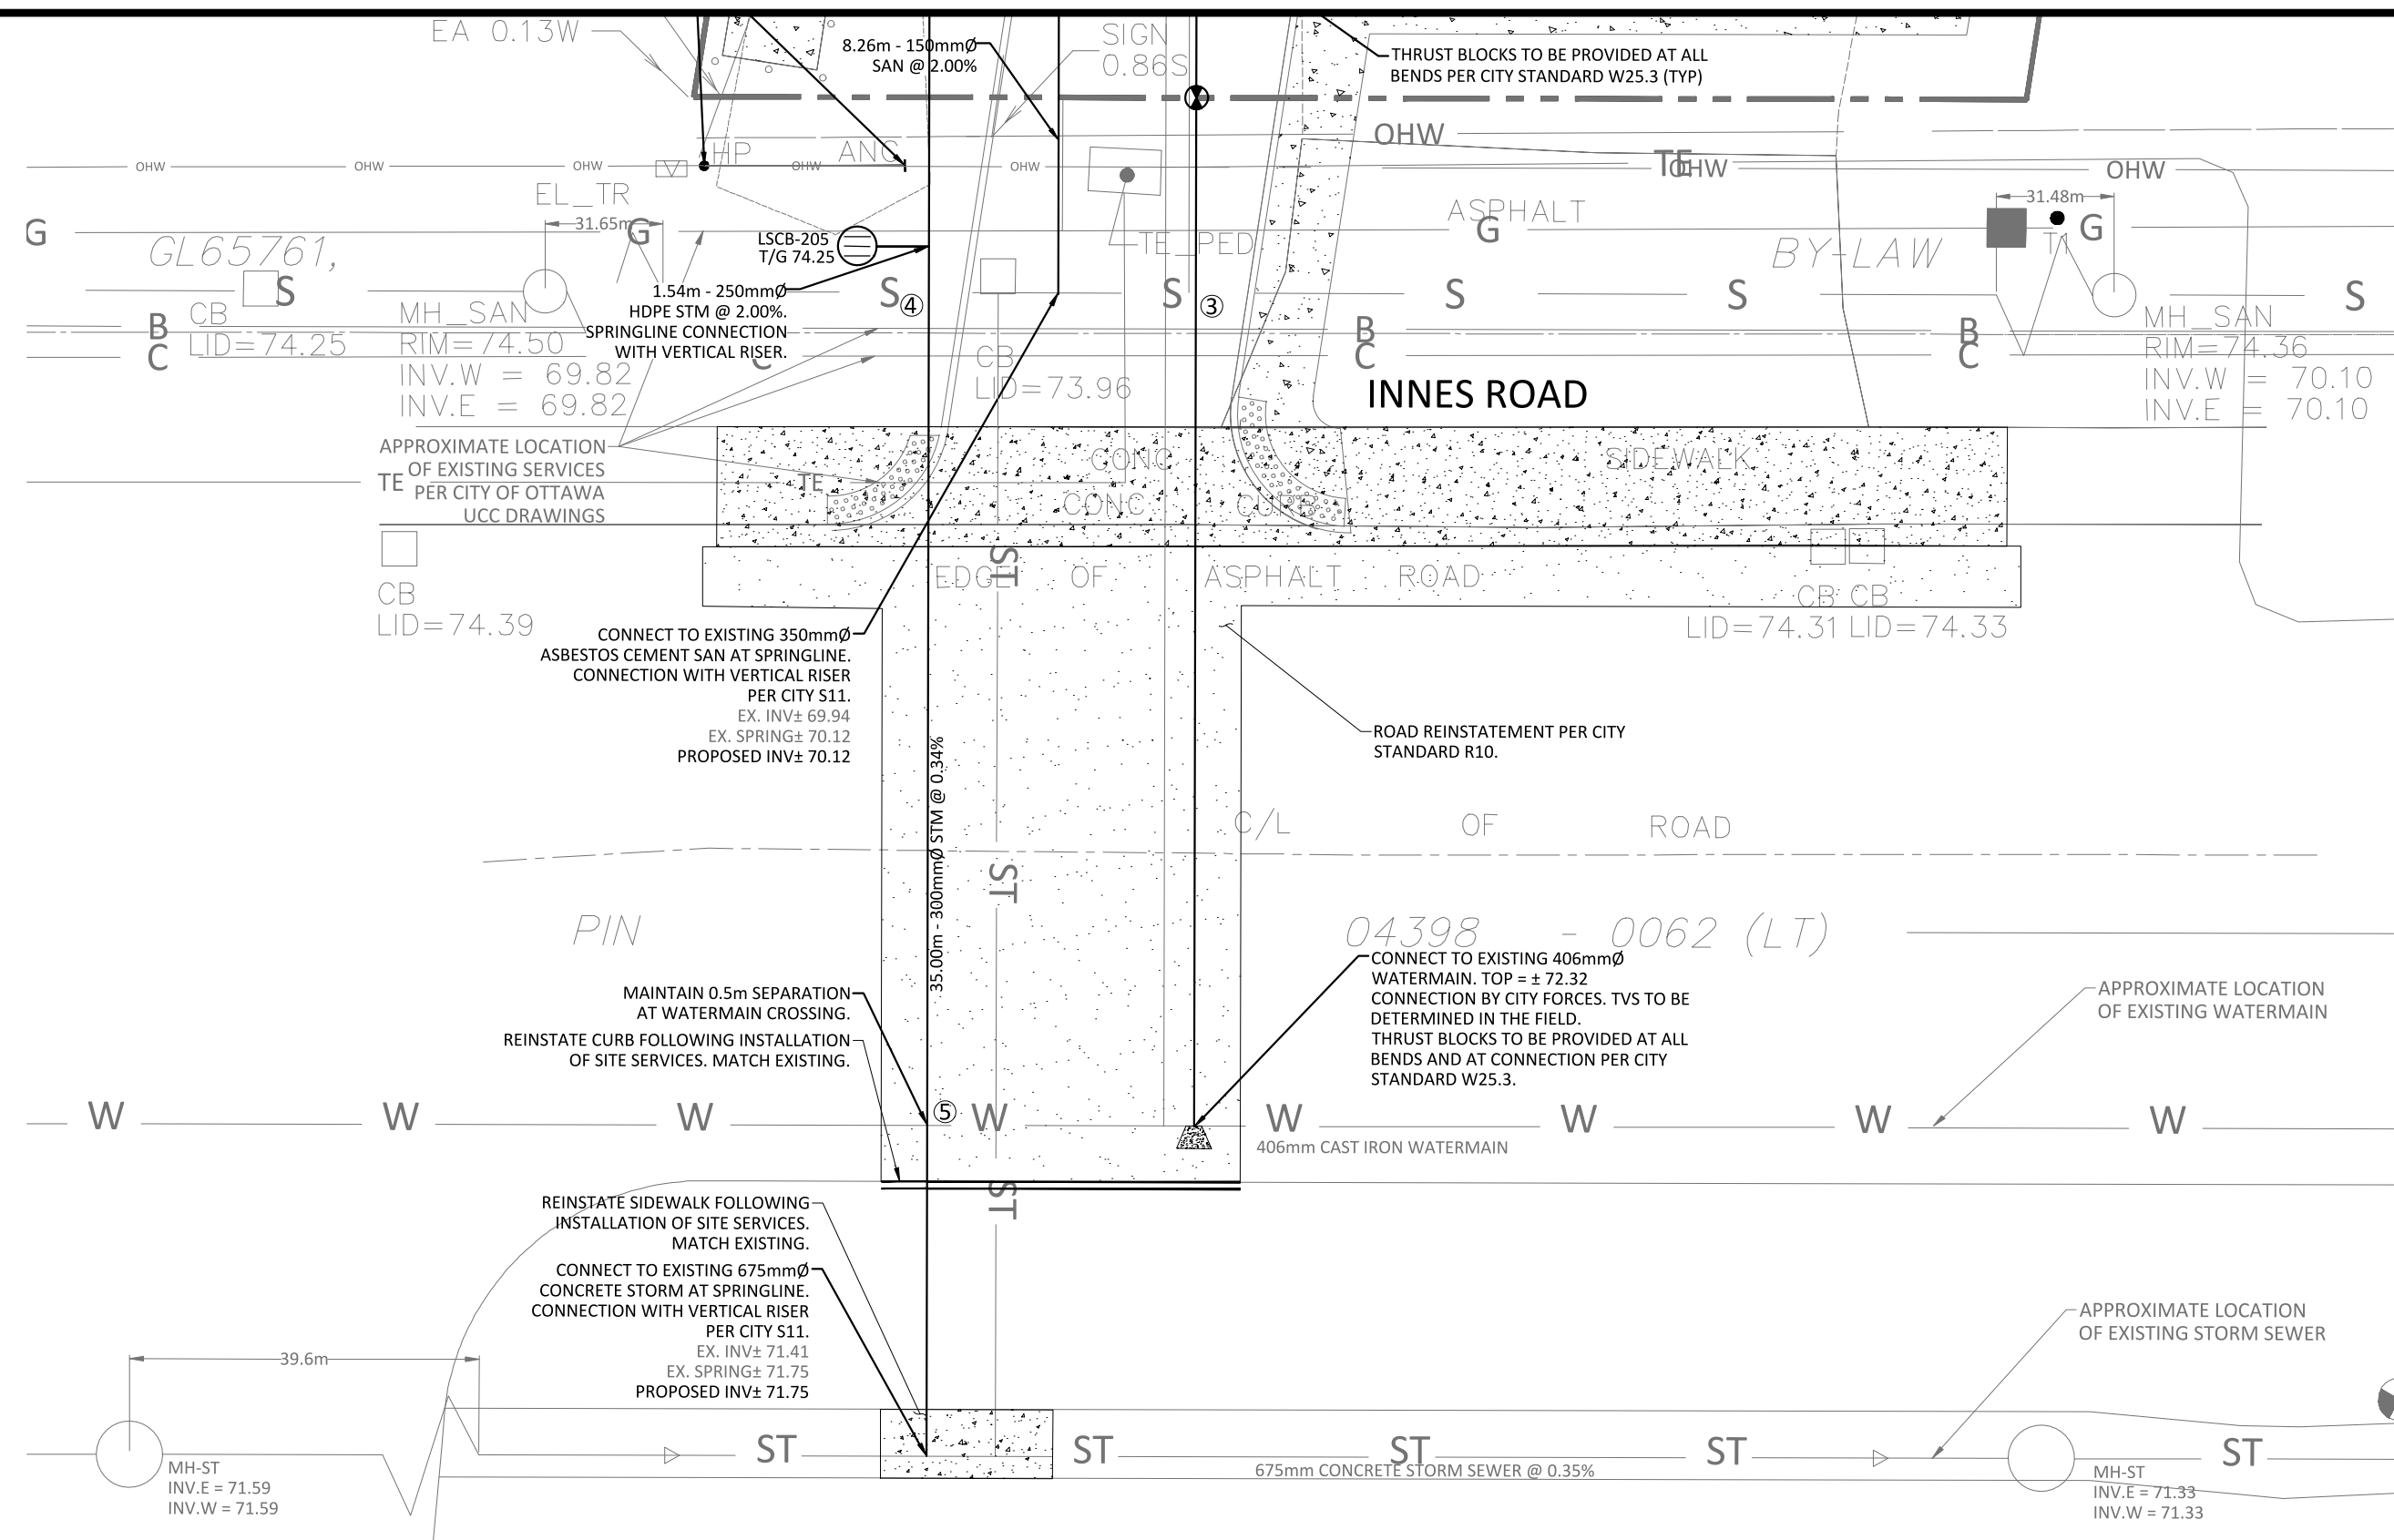 EA 0.13W
8.26m - 150mmØ
SAN @ 2.00%
SIGN
0.86S
THRUST BLOCKS TO BE PROVIDED AT ALL
BENDS PER CITY STANDARD W25.3 (TYP)
OHW
OHW
OHW
OHW
HP
OHW
ANC
OHW
OHW
TE
OHW
OHW
EL_TR
31.65m
31.48m
G
GL65761,
G
LSCB-205
T/G 74.25
TE_PED
ASPHALT
G
BY-LAW
G
S
1.54m - 250mmØ
HDPE STM @ 2.00%.
SPRINGLINE CONNECTION
WITH VERTICAL RISER.
S
④
S
③
S
S
S
CB
LID=74.25
MH_SAN
RIM=74.50
INV.W = 69.82
INV.E = 69.82
B
C
C
CB
LID=73.96
B
C
B
C
MH_SAN
RIM=74.36
INV.W = 70.10
INV.E = 70.10
INNES ROAD
APPROXIMATE LOCATION
OF EXISTING SERVICES
PER CITY OF OTTAWA
UCC DRAWINGS
TE
TE
CONC
SIDEWALK
CONC
CURB
ST
EDGE OF ASPHALT ROAD
CB
LID=74.39
CB CB
LID=74.31 LID=74.33
CONNECT TO EXISTING 350mmØ
ASBESTOS CEMENT SAN AT SPRINGLINE.
CONNECTION WITH VERTICAL RISER
PER CITY S11.
EX. INV± 69.94
EX. SPRING± 70.12
PROPOSED INV± 70.12
ROAD REINSTATEMENT PER CITY
STANDARD R10.
35.00m - 300mmØ STM @ 0.34%
C/L OF ROAD
ST
PIN
04398 - 0062 (LT)
MAINTAIN 0.5m SEPARATION
AT WATERMAIN CROSSING.
REINSTATE CURB FOLLOWING INSTALLATION
OF SITE SERVICES. MATCH EXISTING.
CONNECT TO EXISTING 406mmØ
WATERMAIN. TOP = ± 72.32
CONNECTION BY CITY FORCES. TVS TO BE
DETERMINED IN THE FIELD.
THRUST BLOCKS TO BE PROVIDED AT ALL
BENDS AND AT CONNECTION PER CITY
STANDARD W25.3.
APPROXIMATE LOCATION
OF EXISTING WATERMAIN
W
W
W
⑤
W
W
W
W
W
406mm CAST IRON WATERMAIN
ST
REINSTATE SIDEWALK FOLLOWING
INSTALLATION OF SITE SERVICES.
MATCH EXISTING.
CONNECT TO EXISTING 675mmØ
CONCRETE STORM AT SPRINGLINE.
CONNECTION WITH VERTICAL RISER
PER CITY S11.
EX. INV± 71.41
EX. SPRING± 71.75
PROPOSED INV± 71.75
APPROXIMATE LOCATION
OF EXISTING STORM SEWER
39.6m
ST
ST
ST
ST
ST
675mm CONCRETE STORM SEWER @ 0.35%
MH-ST
INV.E = 71.59
INV.W = 71.59
MH-ST
INV.E = 71.33
INV.W = 71.33